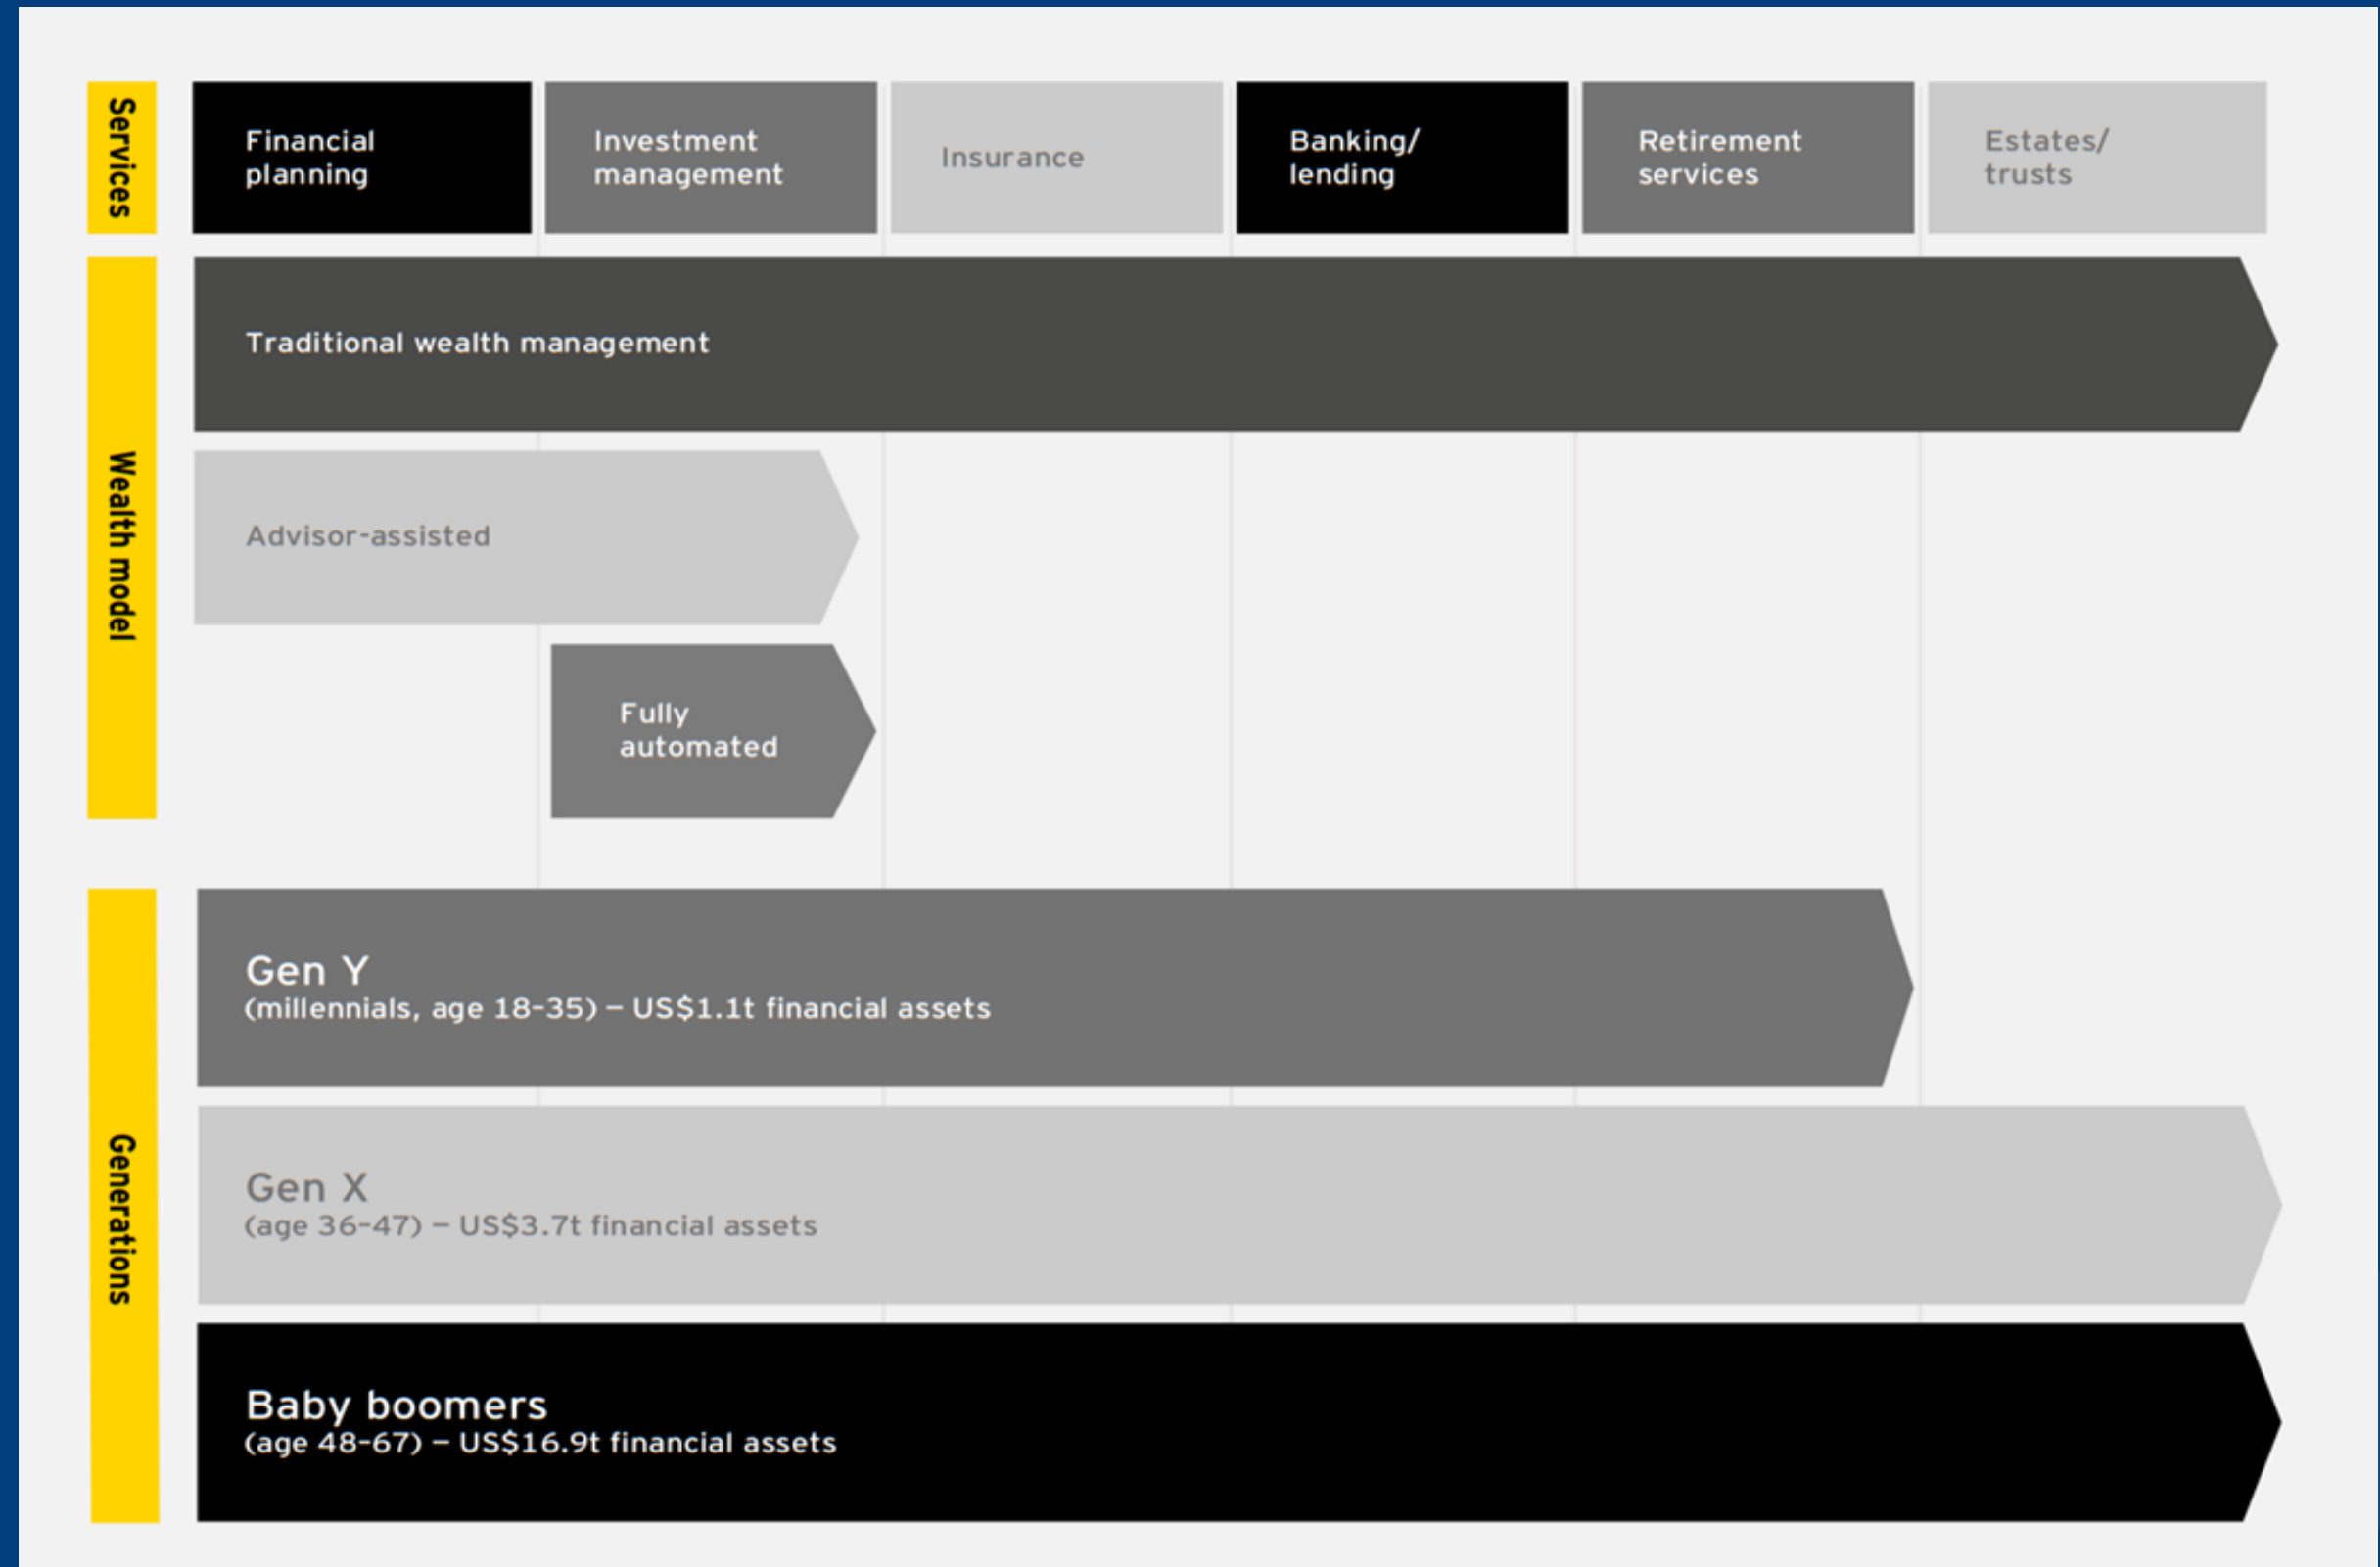 Services
Financial
planning
Investment
management
Insurance
Banking/
lending
Retirement
services
Estates/
trusts
Wealth model
Traditional wealth management
Advisor-assisted
Fully
automated
Generations
Gen Y
(millennials, age 18–35) – US$1.1t financial assets
Gen X
(age 36–47) – US$3.7t financial assets
Baby boomers
(age 48–67) – US$16.9t financial assets